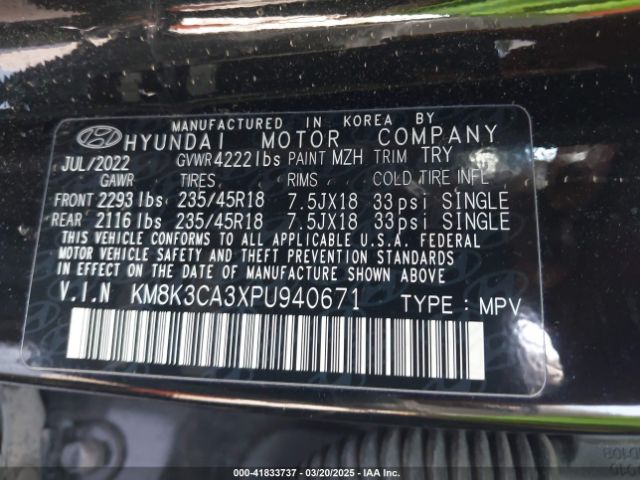 MANUFACTURED IN KOREA BY
HYUNDAI MOTOR COMPANY
JUL/2022 GVWR 4222lbs PAINT MZH TRIM TRY
GAWR TIRES RIMS COLD TIRE INFL
FRONT 2293 lbs 235/45R18 7.5JX18 33psi SINGLE
REAR 2116 lbs 235/45R18 7.5JX18 33psi SINGLE
THIS VEHICLE CONFORMS TO ALL APPLICABLE U.S.A. FEDERAL
MOTOR VEHICLE SAFETY AND THEFT PREVENTION STANDARDS
IN EFFECT ON THE DATE OF MANUFACTURE SHOWN ABOVE.
V.I.N KM8K3CA3XPU940671 TYPE : MPV
000-41833737 - 03/20/2025 - IAA Inc.